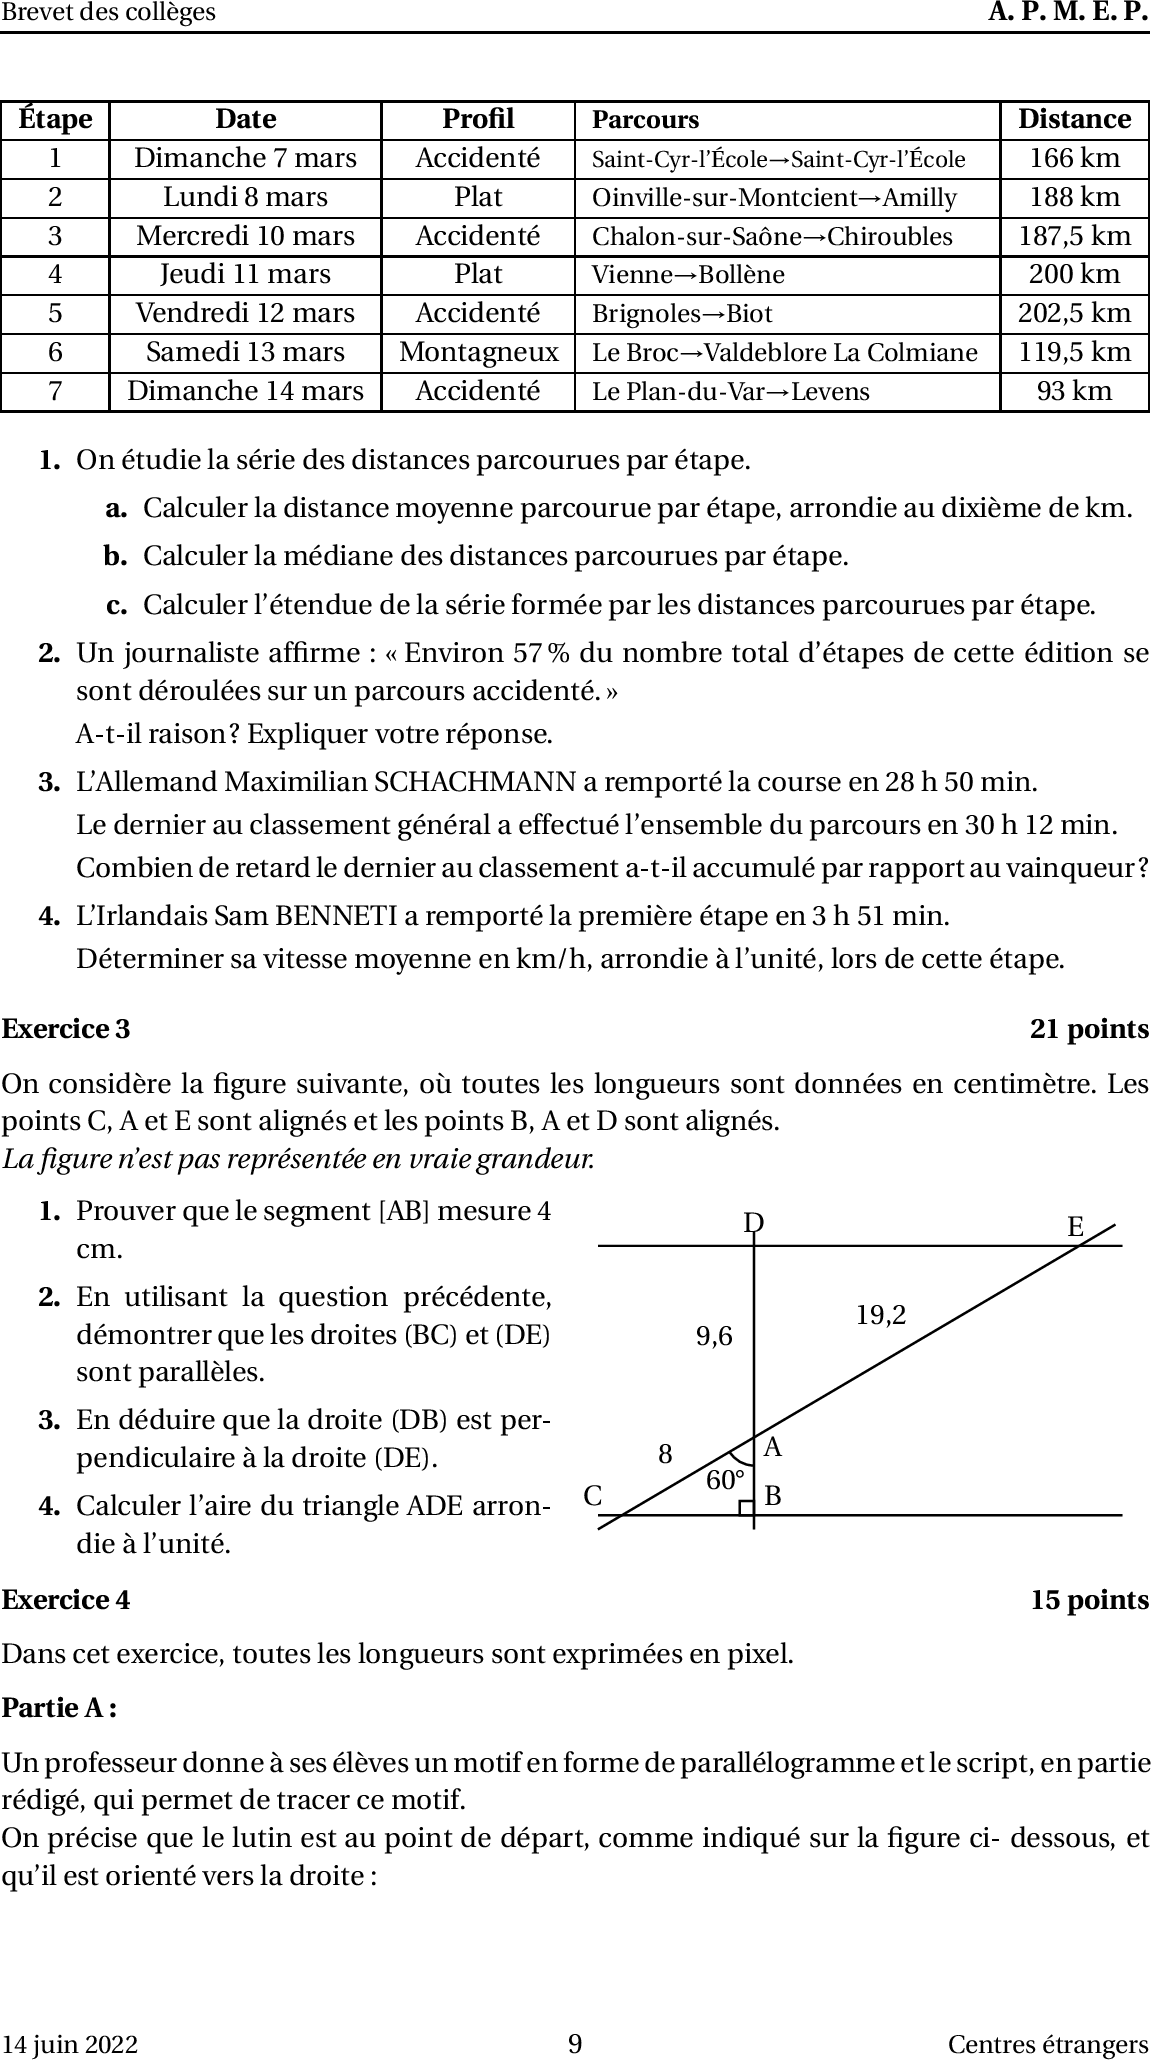 Brevet des collèges A. P. M. E. P.
Étape Date Profil Parcours Distance
1 Dimanche 7 mars Accidenté Saint-Cyr-l'École→Saint-Cyr-l'École 166 km
2 Lundi 8 mars Plat Oinville-sur-Montcient→Amilly 188 km
3 Mercredi 10 mars Accidenté Chalon-sur-Saône→Chiroubles 187,5 km
4 Jeudi 11 mars Plat Vienne→Bollène 200 km
5 Vendredi 12 mars Accidenté Brignoles→Biot 202,5 km
6 Samedi 13 mars Montagneux Le Broc→Valdeblore La Colmiane 119,5 km
7 Dimanche 14 mars Accidenté Le Plan-du-Var→Levens 93 km
1. On étudie la série des distances parcourues par étape.
a. Calculer la distance moyenne parcourue par étape, arrondie au dixième de km.
b. Calculer la médiane des distances parcourues par étape.
c. Calculer l'étendue de la série formée par les distances parcourues par étape.
2. Un journaliste affirme : « Environ 57 % du nombre total d'étapes de cette édition se
sont déroulées sur un parcours accidenté. »
A-t-il raison ? Expliquer votre réponse.
3. L'Allemand Maximilian SCHACHMANN a remporté la course en 28 h 50 min.
Le dernier au classement général a effectué l'ensemble du parcours en 30 h 12 min.
Combien de retard le dernier au classement a-t-il accumulé par rapport au vainqueur ?
4. L'Irlandais Sam BENNETI a remporté la première étape en 3 h 51 min.
Déterminer sa vitesse moyenne en km/h, arrondie à l'unité, lors de cette étape.
Exercice 3 21 points
On considère la figure suivante, où toutes les longueurs sont données en centimètre. Les
points C, A et E sont alignés et les points B, A et D sont alignés.
La figure n'est pas représentée en vraie grandeur.
1. Prouver que le segment [AB] mesure 4
cm.
2. En utilisant la question précédente,
démontrer que les droites (BC) et (DE)
sont parallèles.
3. En déduire que la droite (DB) est per-
pendiculaire à la droite (DE).
4. Calculer l'aire du triangle ADE arron-
die à l'unité.
D
E
19,2
9,6
A
8
60°
C
B
Exercice 4 15 points
Dans cet exercice, toutes les longueurs sont exprimées en pixel.
Partie A :
Un professeur donne à ses élèves un motif en forme de parallélogramme et le script, en partie
rédigé, qui permet de tracer ce motif.
On précise que le lutin est au point de départ, comme indiqué sur la figure ci- dessous, et
qu'il est orienté vers la droite :
14 juin 2022 9 Centres étrangers